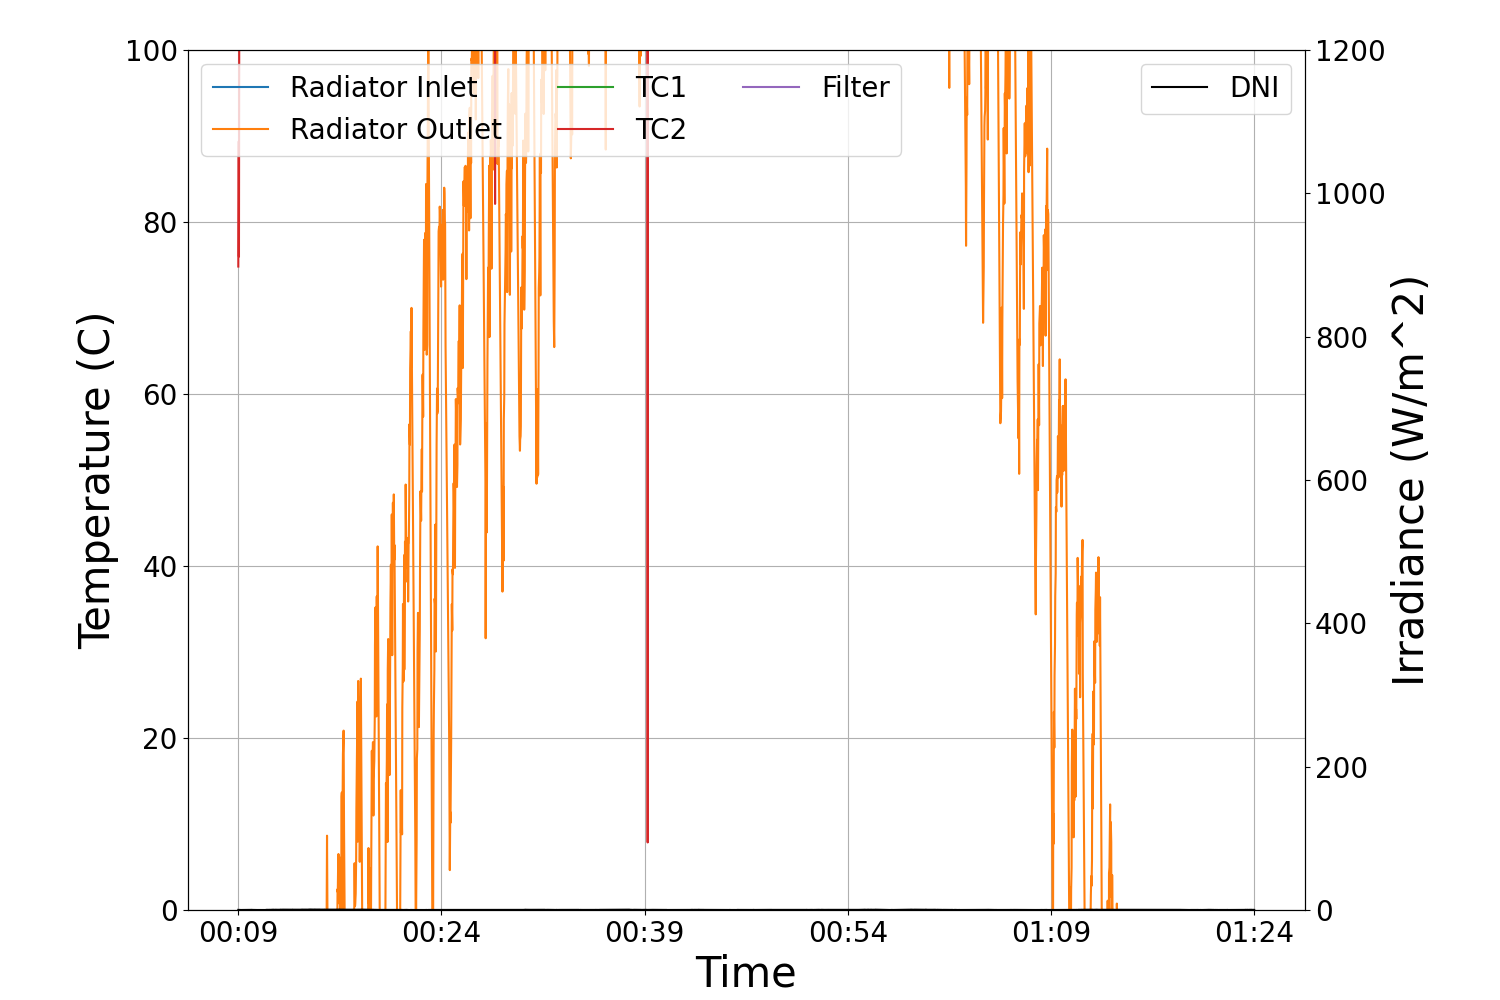 Radiator Inlet
Radiator Outlet
TC1
TC2
Filter
DNI
Temperature (C)
100
80
60
40
20
0
Irradiance (W/m^2)
1200
1000
800
600
400
200
0
00:09 00:24 00:39 00:54 01:09 01:24
Time